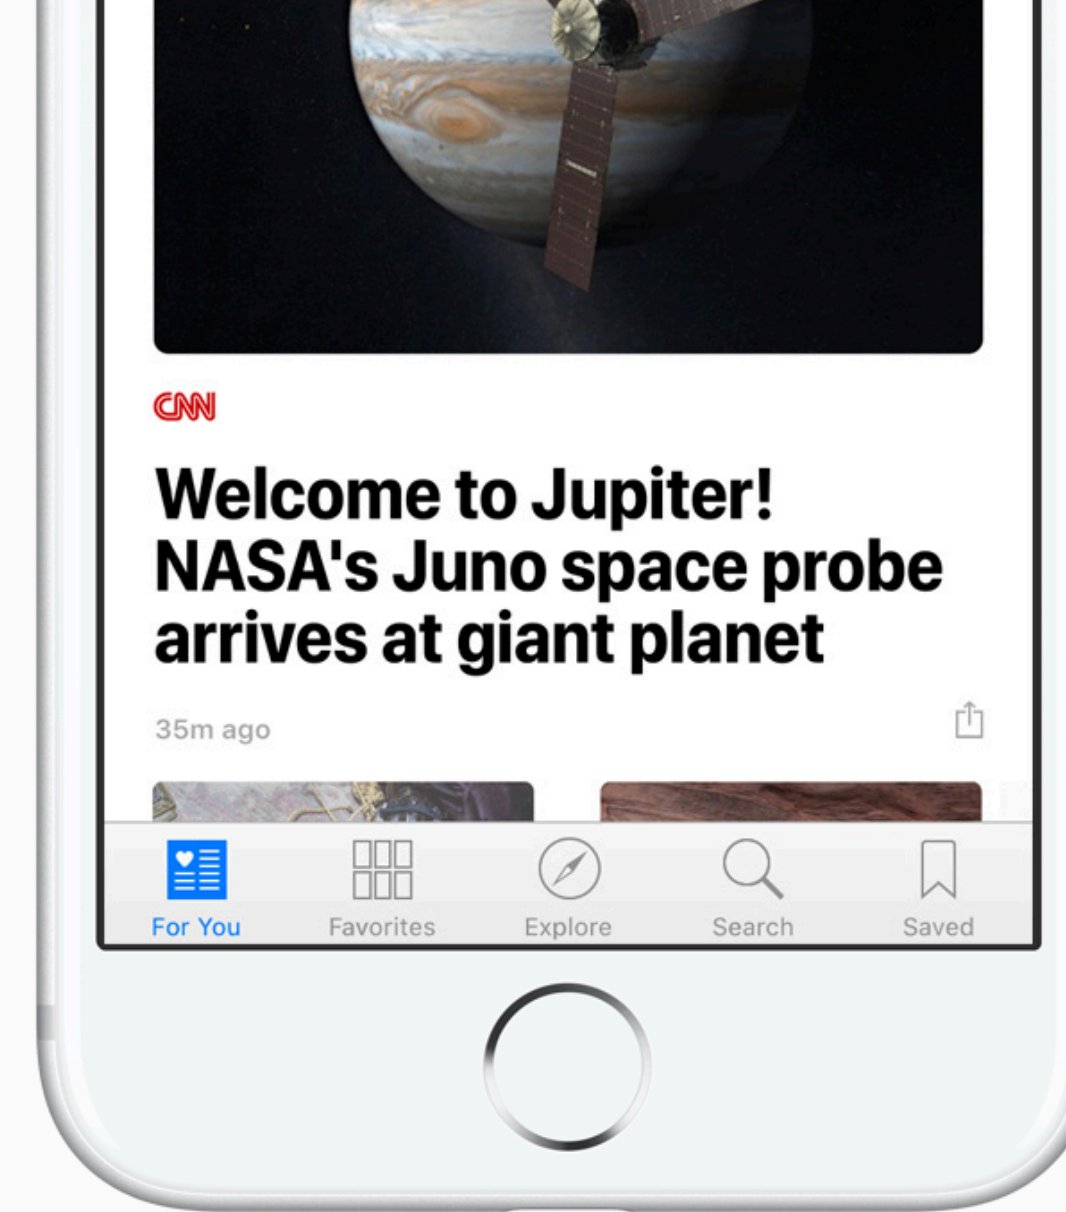 CNN
Welcome to Jupiter!
NASA's Juno space probe
arrives at giant planet
35m ago
For You
Favorites
Explore
Search
Saved